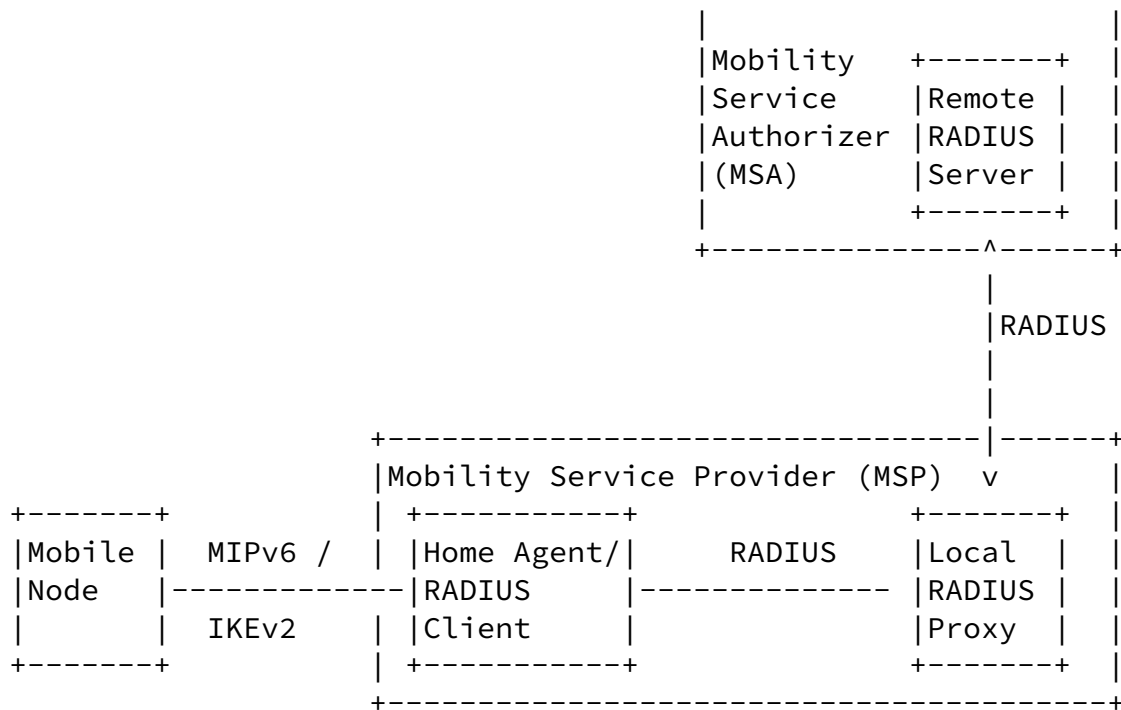 Mobility
Service Remote
Authorizer RADIUS
(MSA) Server
RADIUS
Mobility Service Provider (MSP) v
Mobile MIPv6 / Home Agent/ RADIUS Local
Node RADIUS RADIUS
IKEv2 Client Proxy